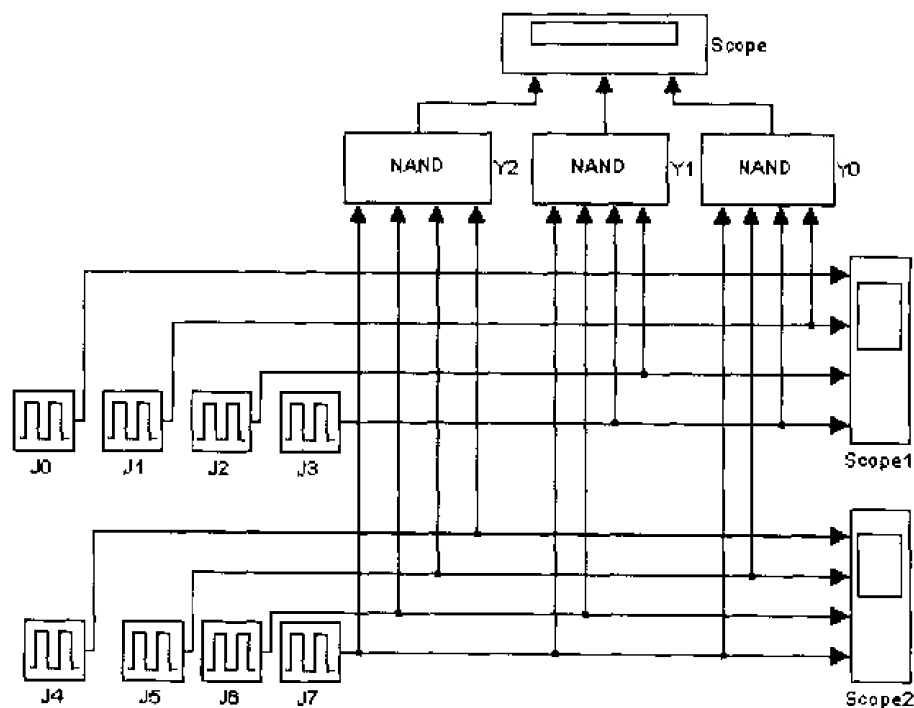 Scope
NAND Y2 NAND Y1 NAND Y0
J0 J1 J2 J3
Scope1
J4 J5 J6 J7
Scope2